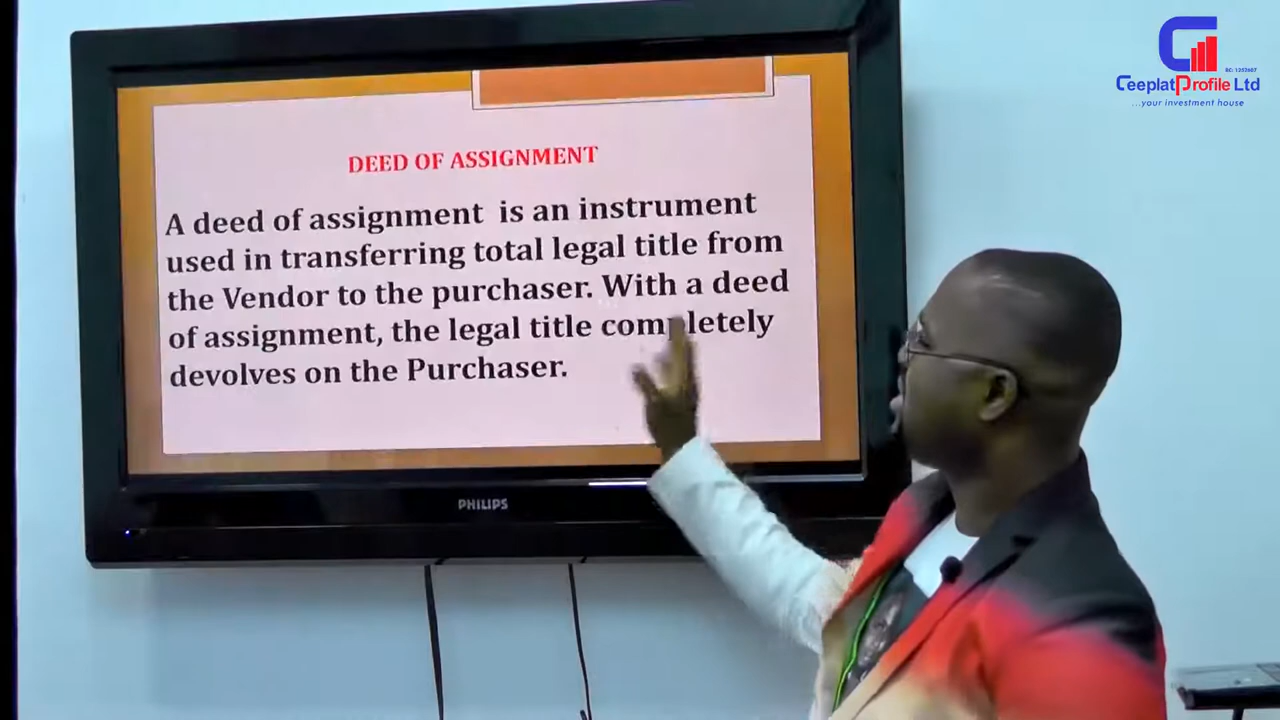 RC: 1252607
CeeplatProfile Ltd
...your investment house
DEED OF ASSIGNMENT
A deed of assignment is an instrument
used in transferring total legal title from
the Vendor to the purchaser. With a deed
of assignment, the legal title completely
devolves on the Purchaser.
PHILIPS